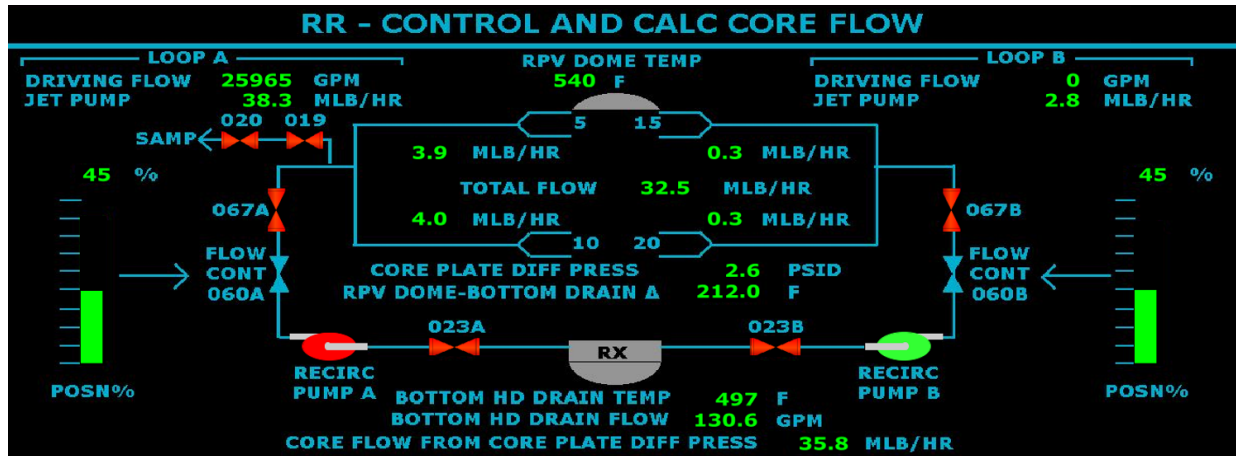 RR - CONTROL AND CALC CORE FLOW
LOOP A
DRIVING FLOW 25965 GPM
JET PUMP 38.3 MLB/HR
RPV DOME TEMP
540 F
LOOP B
DRIVING FLOW 0 GPM
JET PUMP 2.8 MLB/HR
020 019
SAMP
5 15
3.9 MLB/HR 0.3 MLB/HR
45 % 45 %
TOTAL FLOW 32.5 MLB/HR
067A 067B
4.0 MLB/HR 0.3 MLB/HR
10 20
FLOW CONT 060A
FLOW CONT 060B
CORE PLATE DIFF PRESS 2.6 PSID
RPV DOME-BOTTOM DRAIN Δ 212.0 F
023A 023B
RX
RECIRC PUMP A
RECIRC PUMP B
POSN% POSN%
BOTTOM HD DRAIN TEMP 497 F
BOTTOM HD DRAIN FLOW 130.6 GPM
CORE FLOW FROM CORE PLATE DIFF PRESS 35.8 MLB/HR